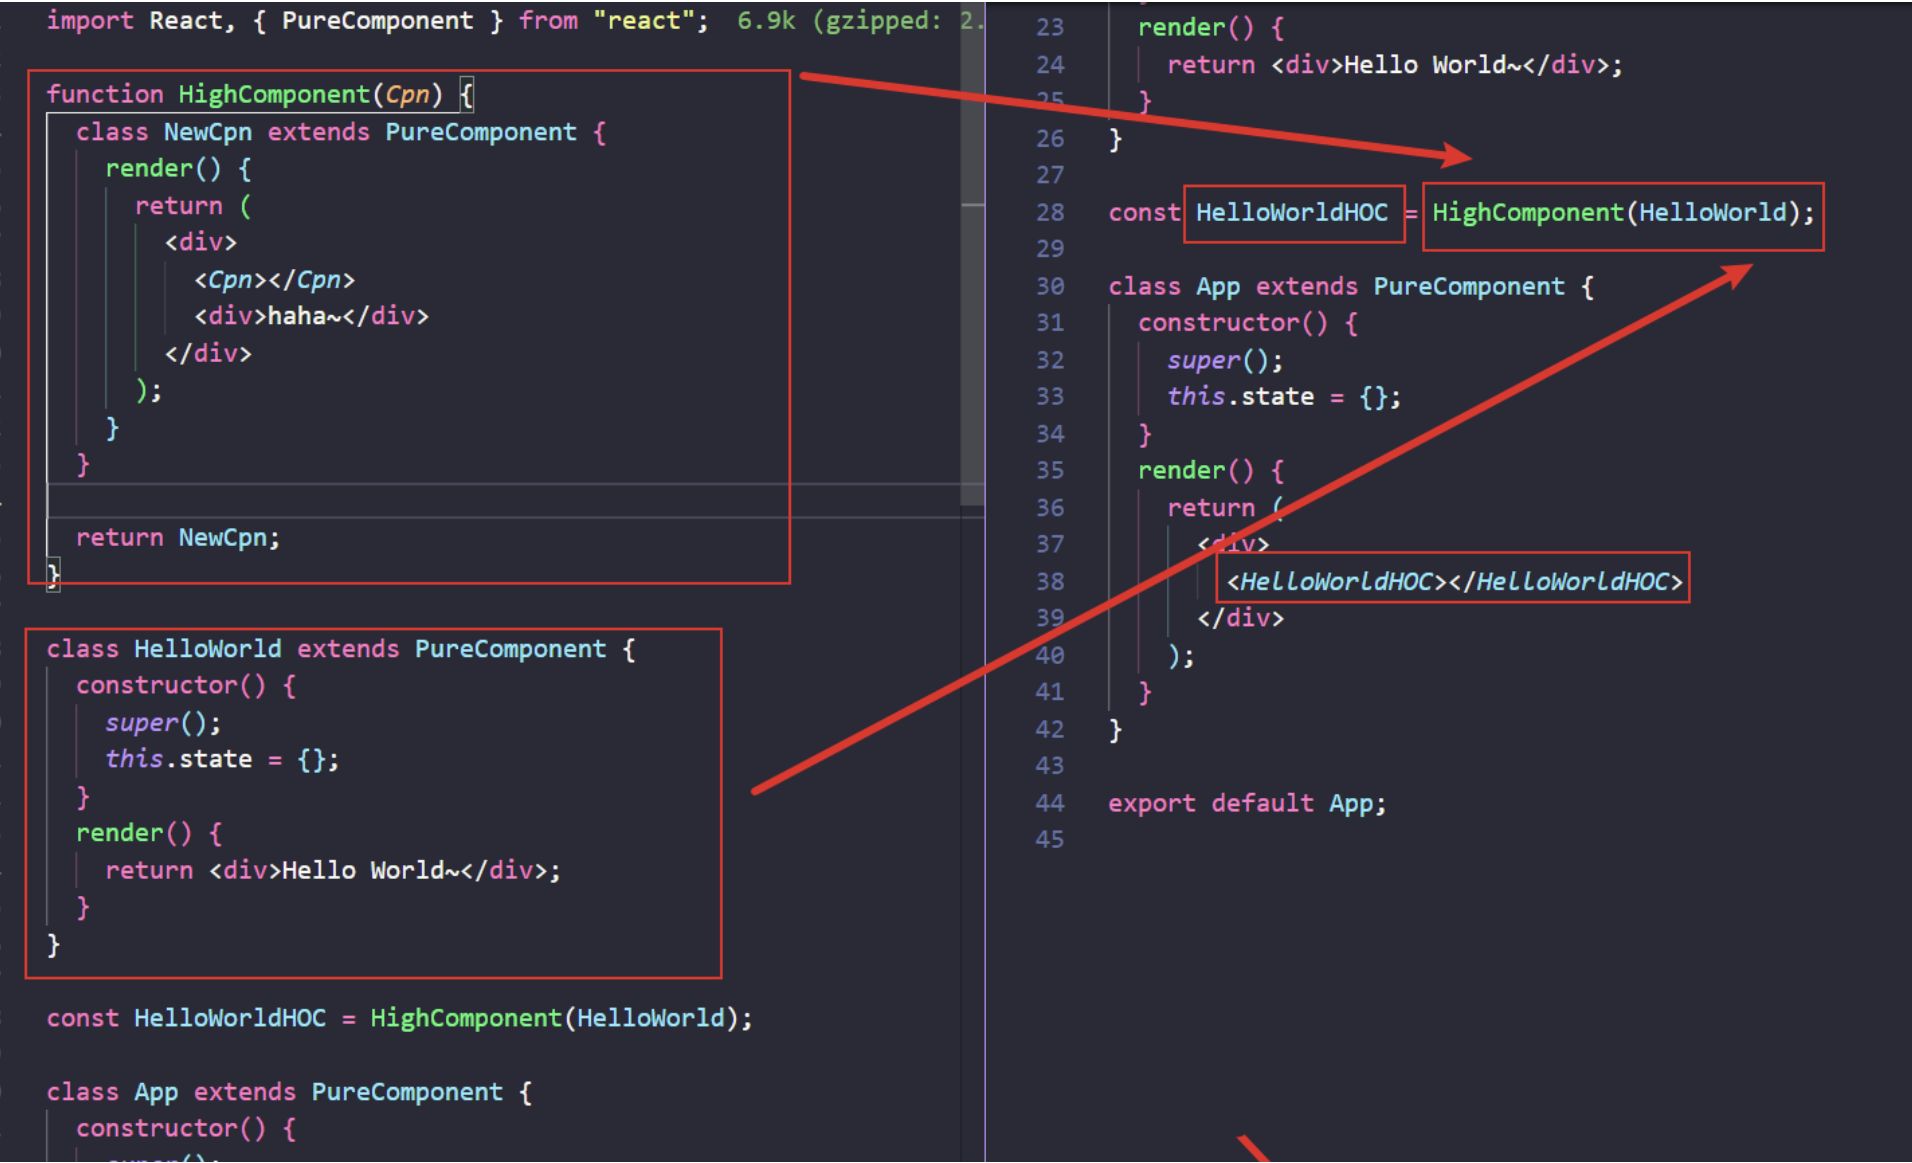 import React, { PureComponent } from "react"; 6.9k (gzipped: 2.
function HighComponent(Cpn) {
class NewCpn extends PureComponent {
render() {
return (
<div>
<Cpn></Cpn>
<div>haha~</div>
</div>
);
}
}
return NewCpn;
}
class HelloWorld extends PureComponent {
constructor() {
super();
this.state = {};
}
render() {
return <div>Hello World~</div>;
}
}
const HelloWorldHOC = HighComponent(HelloWorld);
class App extends PureComponent {
constructor() {
super();
23 render() {
24 return <div>Hello World~</div>;
25 }
26 }
27
28 const HelloWorldHOC = HighComponent(HelloWorld);
29
30 class App extends PureComponent {
31 constructor() {
32 super();
33 this.state = {};
34 }
35 render() {
36 return (
37 <div>
38 <HelloWorldHOC></HelloWorldHOC>
39 </div>
40 );
41 }
42 }
43
44 export default App;
45